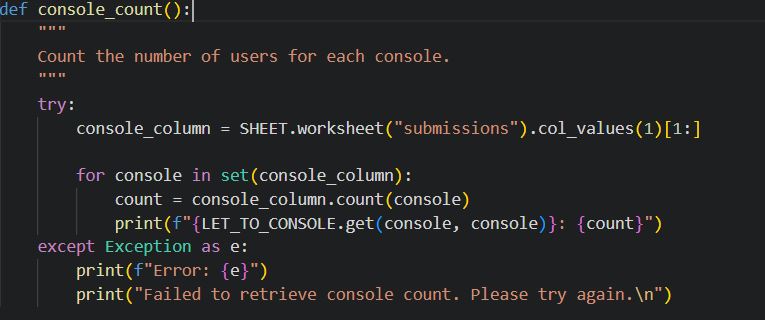 def console_count():
    """
    Count the number of users for each console.
    """
    try:
        console_column = SHEET.worksheet("submissions").col_values(1)[1:]

        for console in set(console_column):
            count = console_column.count(console)
            print(f"{LET_TO_CONSOLE.get(console, console)}: {count}")
    except Exception as e:
        print(f"Error: {e}")
        print("Failed to retrieve console count. Please try again.\n")